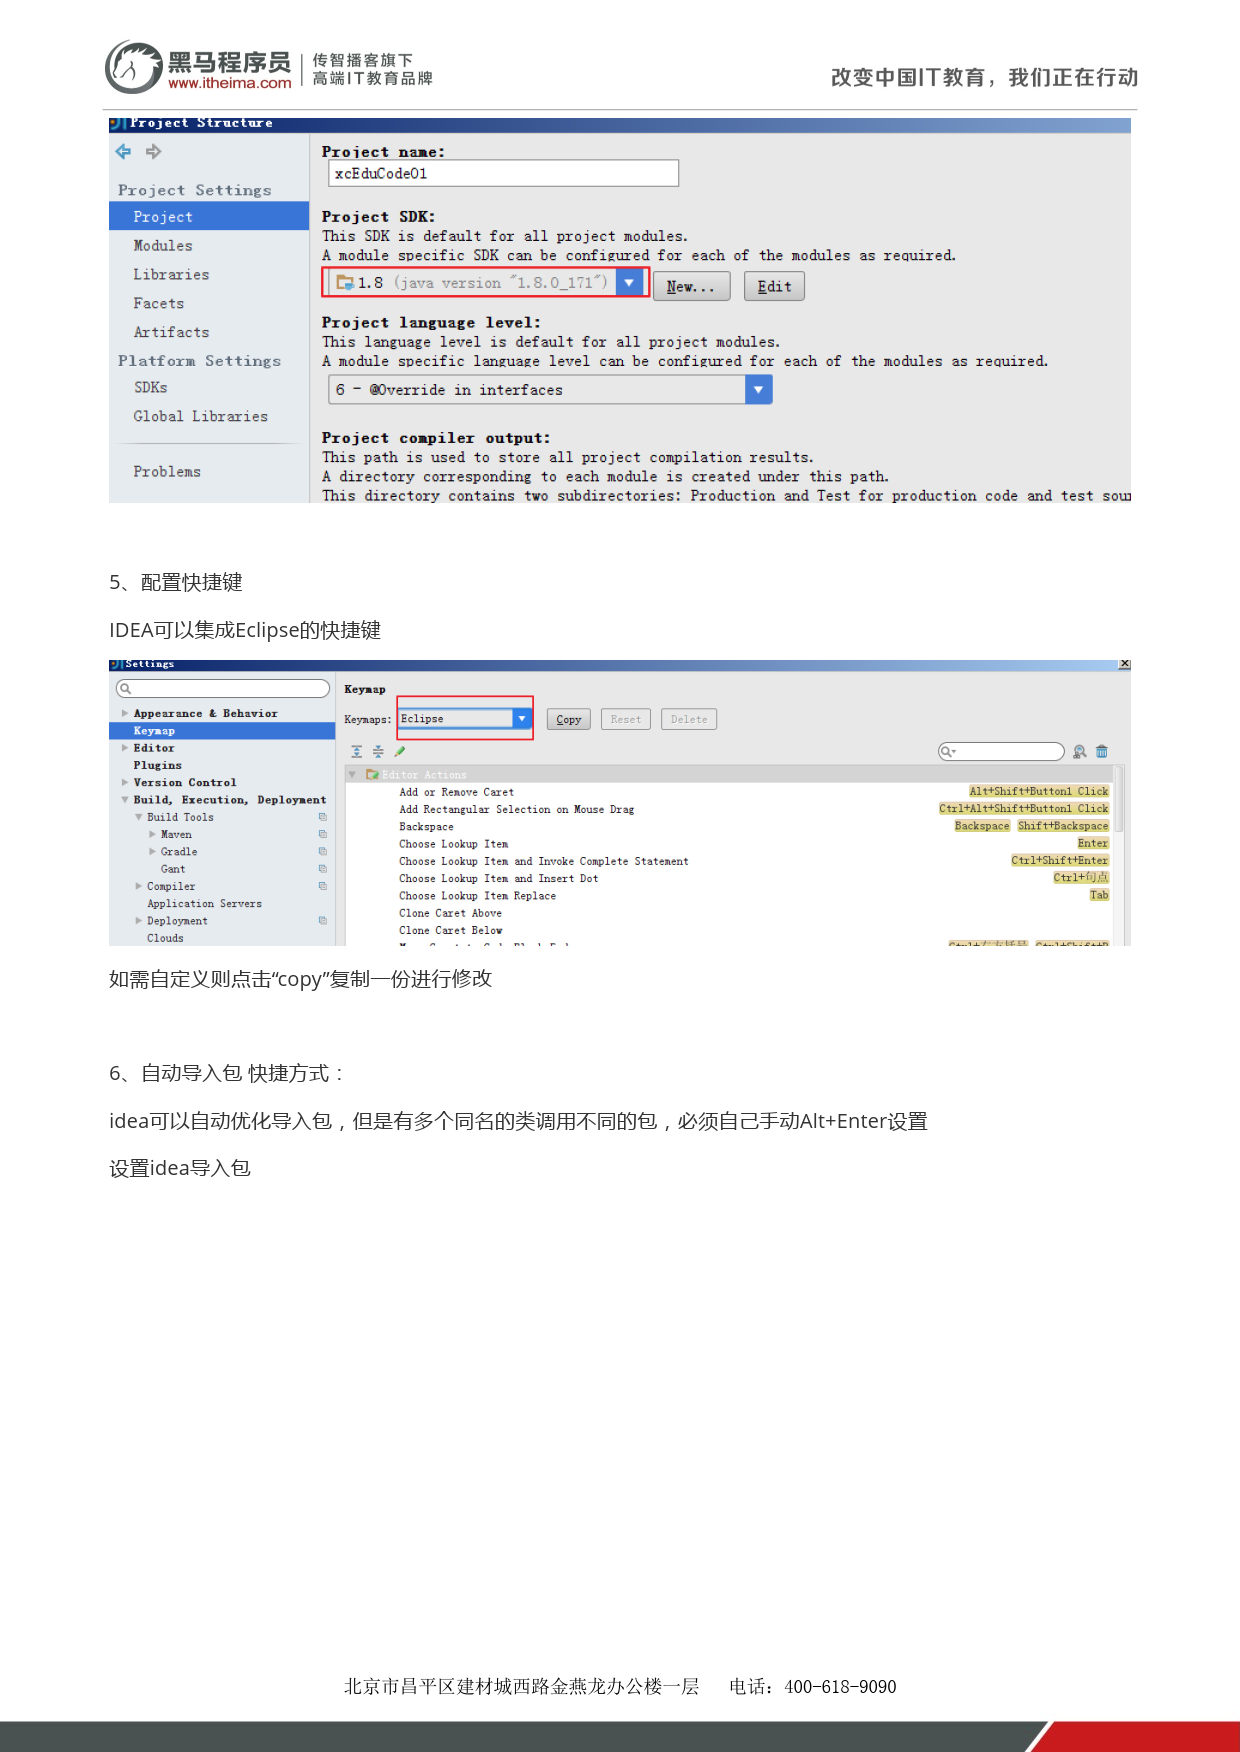 黑马程序员
www.itheima.com
传智播客旗下
高端IT教育品牌
改变中国IT教育，我们正在行动
Project Structure
Project name:
xcEduCode01
Project Settings
Project
Modules
Libraries
Facets
Artifacts
Platform Settings
SDKs
Global Libraries
Problems
Project SDK:
This SDK is default for all project modules.
A module specific SDK can be configured for each of the modules as required.
1.8 (java version "1.8.0_171")
New...
Edit
Project language level:
This language level is default for all project modules.
A module specific language level can be configured for each of the modules as required.
6 - @Override in interfaces
Project compiler output:
This path is used to store all project compilation results.
A directory corresponding to each module is created under this path.
This directory contains two subdirectories: Production and Test for production code and test sour
5、配置快捷键
IDEA可以集成Eclipse的快捷键
Settings
Appearance & Behavior
Keymap
Editor
Plugins
Version Control
Build, Execution, Deployment
Build Tools
Maven
Gradle
Gant
Compiler
Application Servers
Deployment
Clouds
Keymap
Keymaps: Eclipse Copy Reset Delete
Editor Actions
Add or Remove Caret Alt+Shift+Button1 Click
Add Rectangular Selection on Mouse Drag Ctrl+Alt+Shift+Button1 Click
Backspace Backspace Shift+Backspace
Choose Lookup Item Enter
Choose Lookup Item and Invoke Complete Statement Ctrl+Shift+Enter
Choose Lookup Item and Insert Dot Ctrl+句点
Choose Lookup Item Replace Tab
Clone Caret Above
Clone Caret Below
如需自定义则点击“copy”复制一份进行修改
6、自动导入包 快捷方式：
idea可以自动优化导入包，但是有多个同名的类调用不同的包，必须自己手动Alt+Enter设置
设置idea导入包
北京市昌平区建材城西路金燕龙办公楼一层 电话：400-618-9090